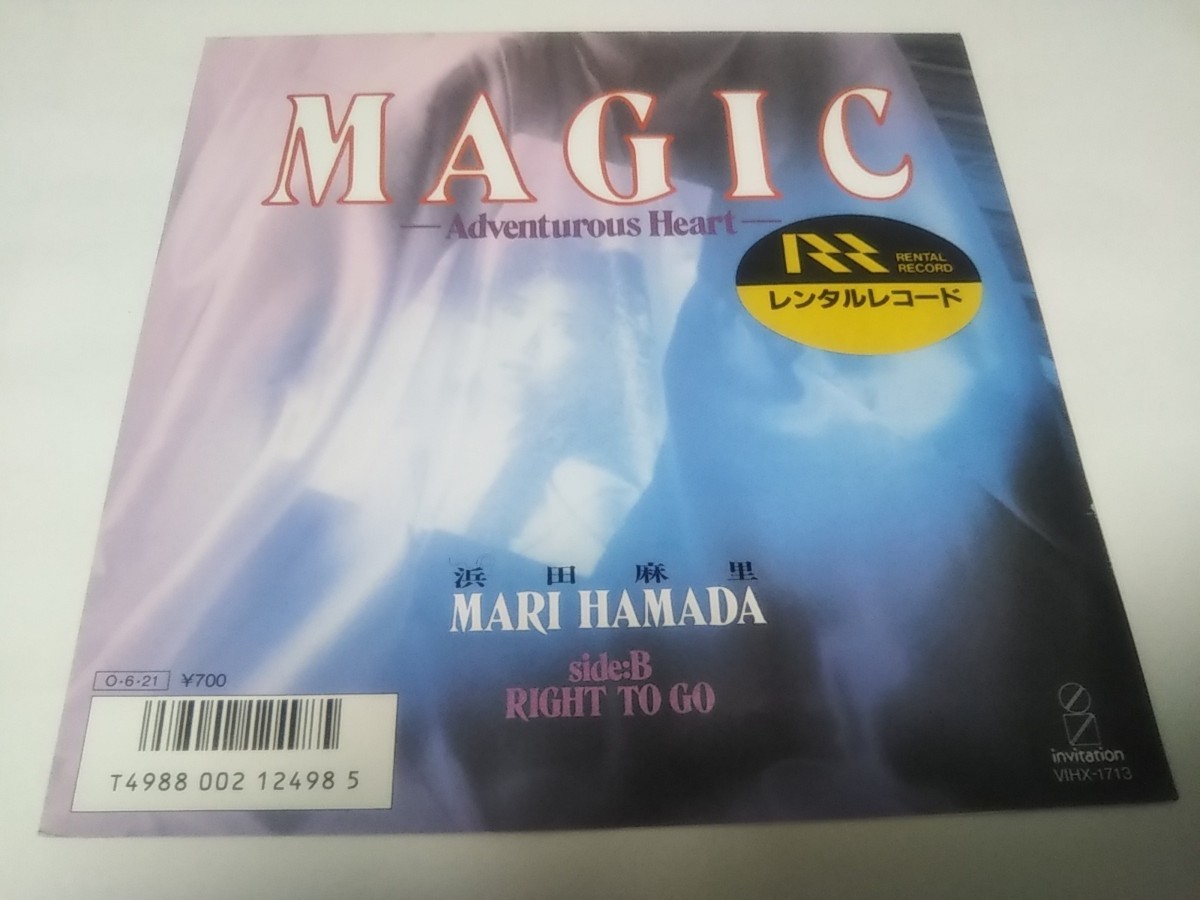 MAGIC
—Adventurous Heart—
RENTAL
RECORD
レンタルレコード
浜田麻里
MARI HAMADA
side:B
RIGHT TO GO
O・6・21 ¥700
T4988 002 12498 5
invitation
VIHX-1713